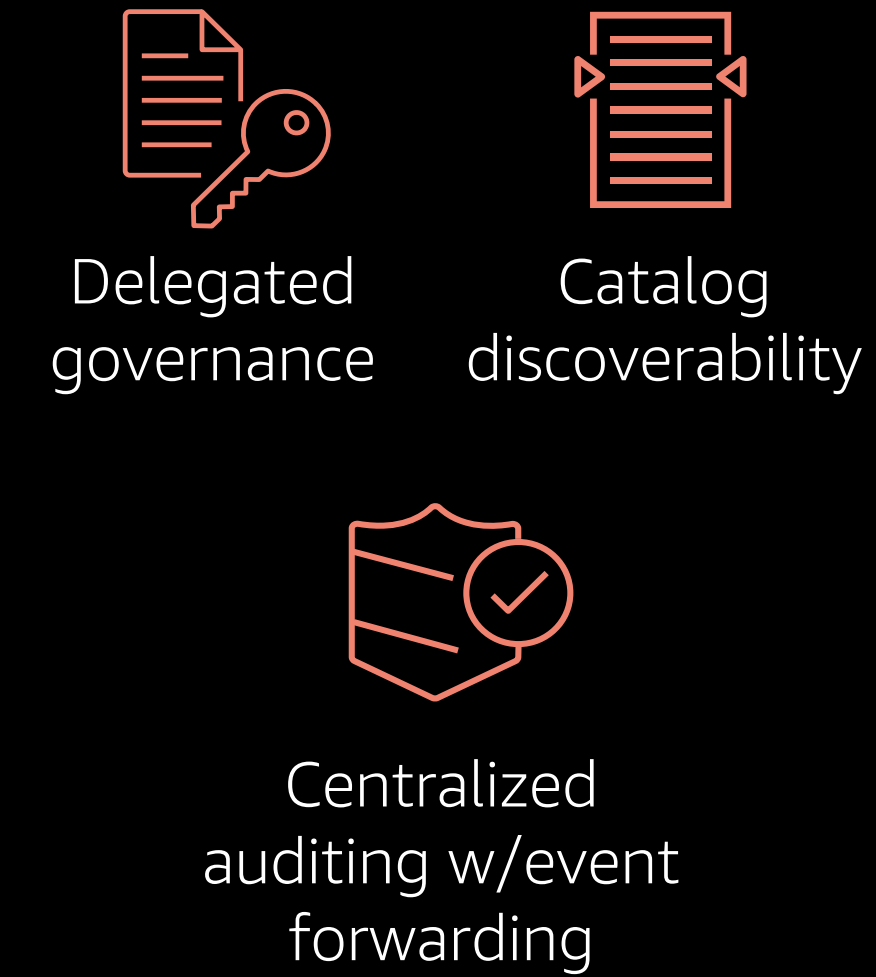 Delegated
governance
Catalog
discoverability
Centralized
auditing w/event
forwarding